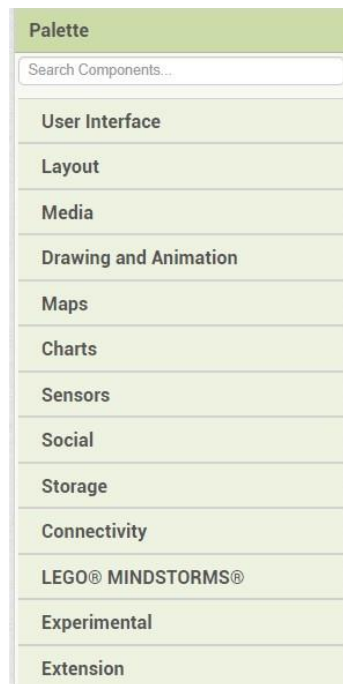 Palette
Search Components...
User Interface
Layout
Media
Drawing and Animation
Maps
Charts
Sensors
Social
Storage
Connectivity
LEGO® MINDSTORMS®
Experimental
Extension